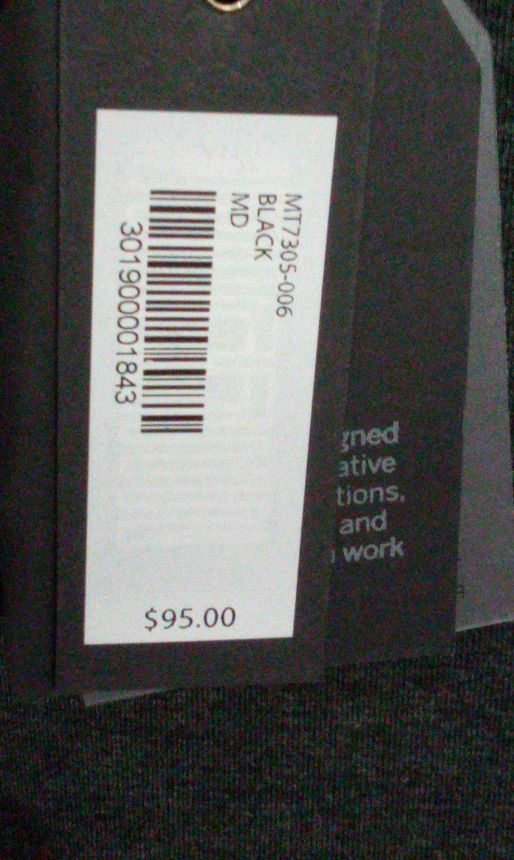 MT7305-006
BLACK
MD
301900001843
$95.00
gned
ative
tions,
and
work